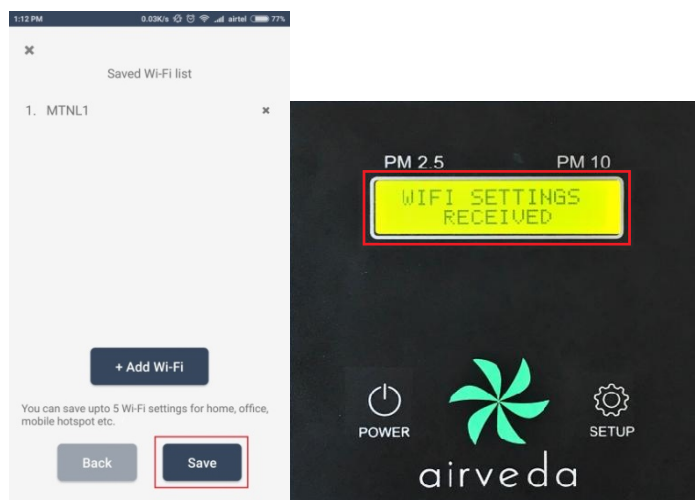 1:12 PM 0.03K/s airtel 77%
Saved Wi-Fi list
1. MTNL1
+ Add Wi-Fi
You can save upto 5 Wi-Fi settings for home, office,
mobile hotspot etc.
Back Save
PM 2.5 PM 10
WIFI SETTINGS
RECEIVED
POWER SETUP
airveda